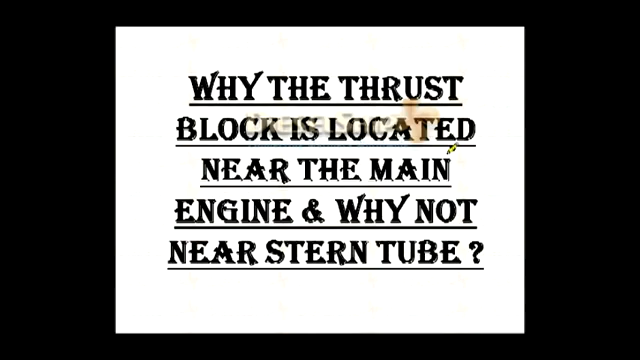 WHY THE THRUST
BLOCK IS LOCATED
NEAR THE MAIN
ENGINE & WHY NOT
NEAR STERN TUBE ?